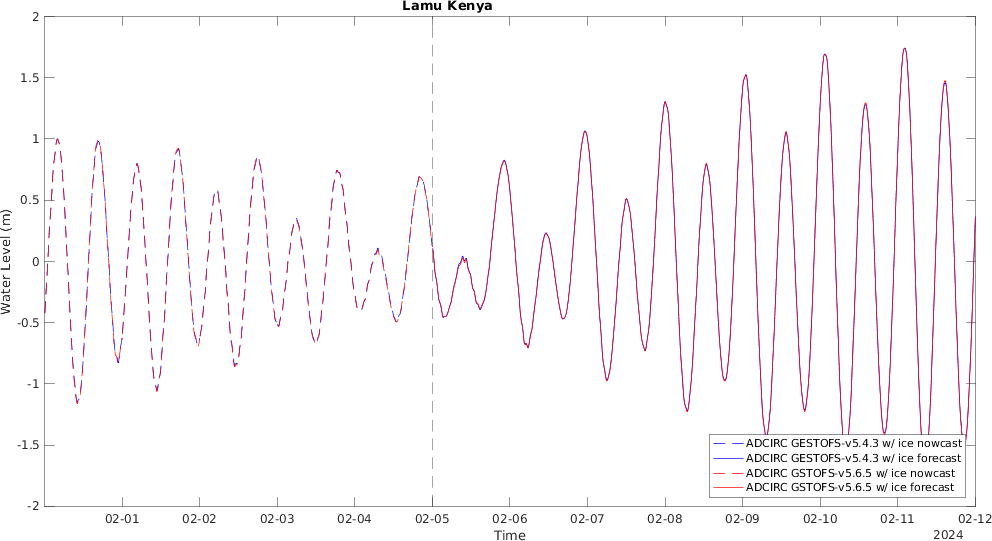 Lamu Kenya
Water Level (m)
2
1.5
1
0.5
0
-0.5
-1
-1.5
-2
ADCIRC GESTOFS-v5.4.3 w/ ice nowcast
ADCIRC GESTOFS-v5.4.3 w/ ice forecast
ADCIRC GSTOFS-v5.6.5 w/ ice nowcast
ADCIRC GSTOFS-v5.6.5 w/ ice forecast
02-01 02-02 02-03 02-04 02-05 02-06 02-07 02-08 02-09 02-10 02-11 02-12
Time
2024